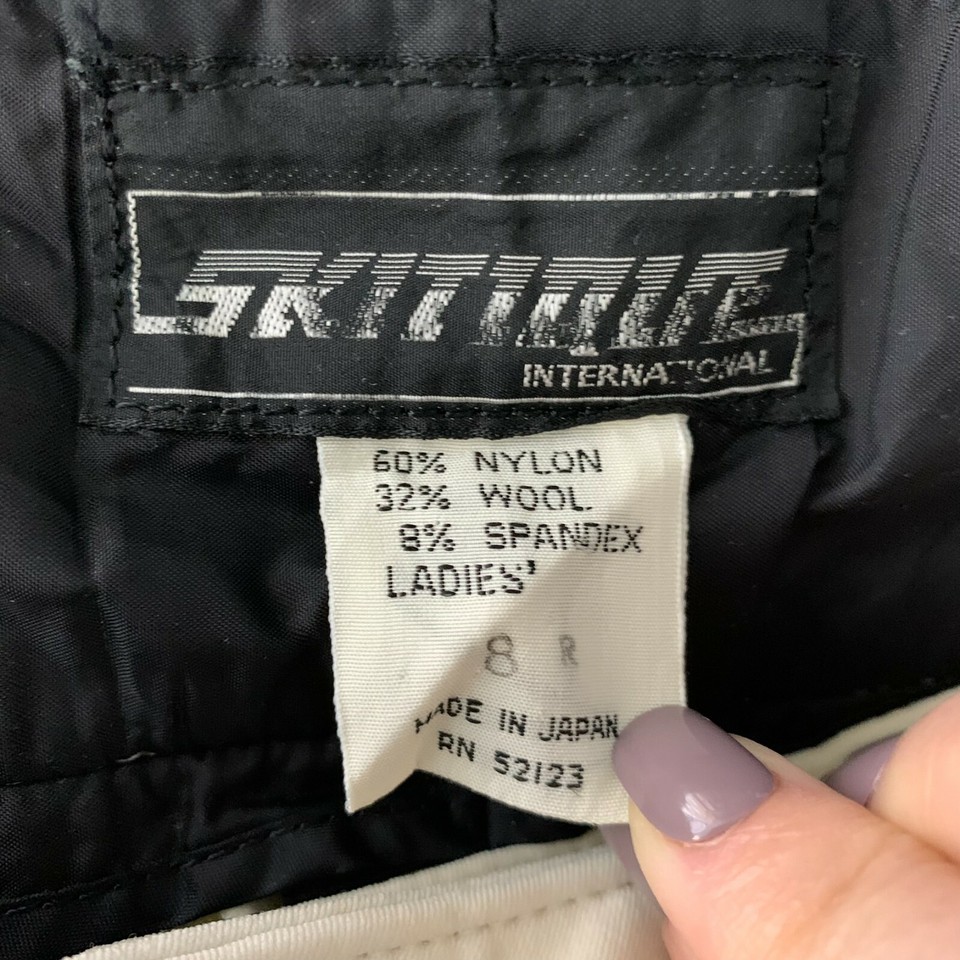 SKITIQUE
INTERNATIONAL
60% NYLON
32% WOOL
8% SPANDEX
LADIES'
8 R
MADE IN JAPAN
RN 52123